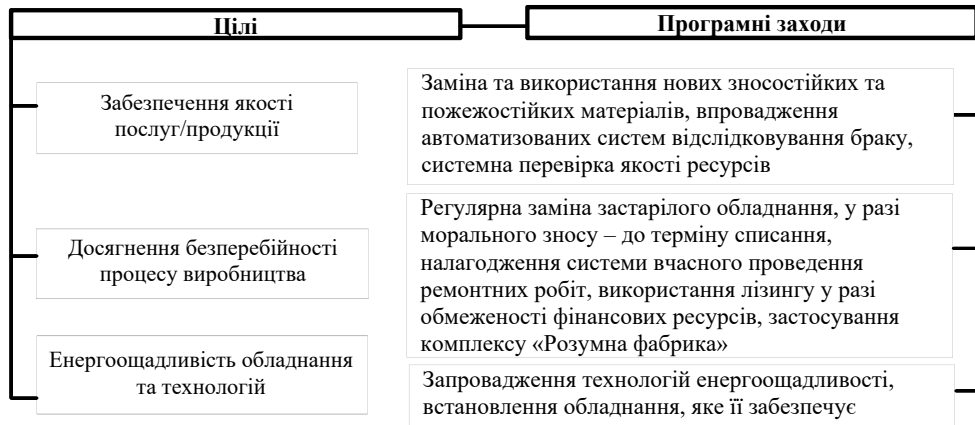 Цілі
Програмні заходи
Забезпечення якості
послуг/продукції
Заміна та використання нових зносостійких та
пожежостійких матеріалів, впровадження
автоматизованих систем відслідковування браку,
системна перевірка якості ресурсів
Досягнення безперебійності
процесу виробництва
Регулярна заміна застарілого обладнання, у разі
морального зносу – до терміну списання,
налагодження системи вчасного проведення
ремонтних робіт, використання лізингу у разі
обмеженості фінансових ресурсів, застосування
комплексу «Розумна фабрика»
Енергоощадливість обладнання
та технологій
Запровадження технологій енергоощадливості,
встановлення обладнання, яке її забезпечує